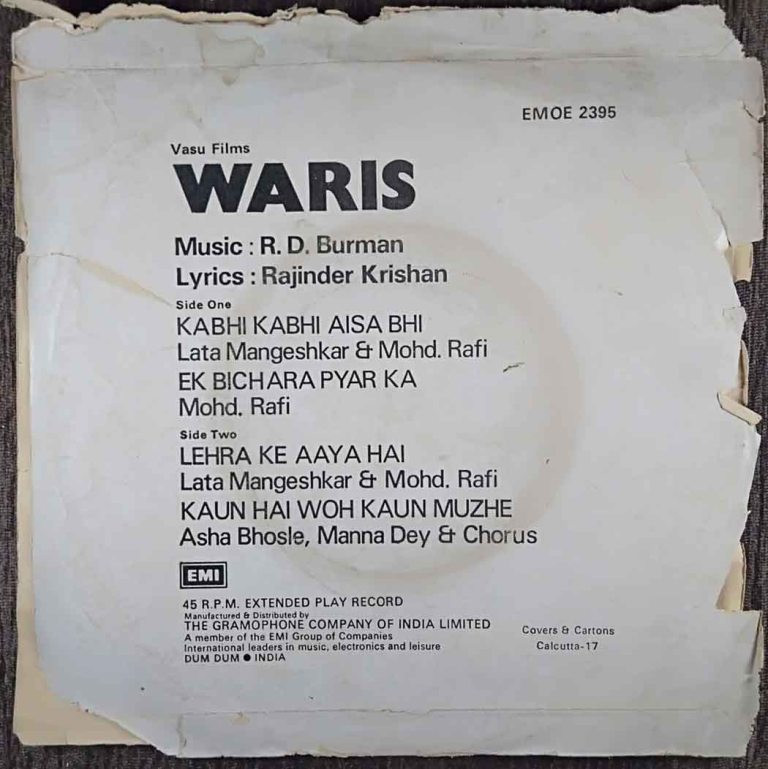 EMOE 2395
Vasu Films
WARIS
Music : R. D. Burman
Lyrics : Rajinder Krishan
Side One
KABHI KABHI AISA BHI
Lata Mangeshkar & Mohd. Rafi
EK BICHARA PYAR KA
Mohd. Rafi
Side Two
LEHRA KE AAYA HAI
Lata Mangeshkar & Mohd. Rafi
KAUN HAI WOH KAUN MUZHE
Asha Bhosle, Manna Dey & Chorus
EMI
45 R.P.M. EXTENDED PLAY RECORD
Manufactured & Distributed by
THE GRAMOPHONE COMPANY OF INDIA LIMITED
A member of the EMI Group of Companies
International leaders in music, electronics and leisure
DUM DUM ● INDIA
Covers & Cartons
Calcutta-17